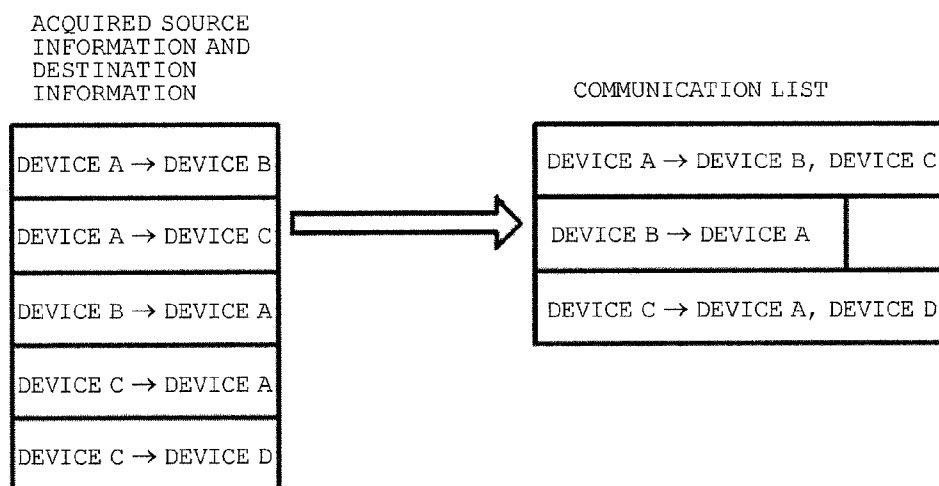 ACQUIRED SOURCE
INFORMATION AND
DESTINATION
INFORMATION
DEVICE A → DEVICE B
DEVICE A → DEVICE C
DEVICE B → DEVICE A
DEVICE C → DEVICE A
DEVICE C → DEVICE D
COMMUNICATION LIST
DEVICE A → DEVICE B, DEVICE C
DEVICE B → DEVICE A
DEVICE C → DEVICE A, DEVICE D